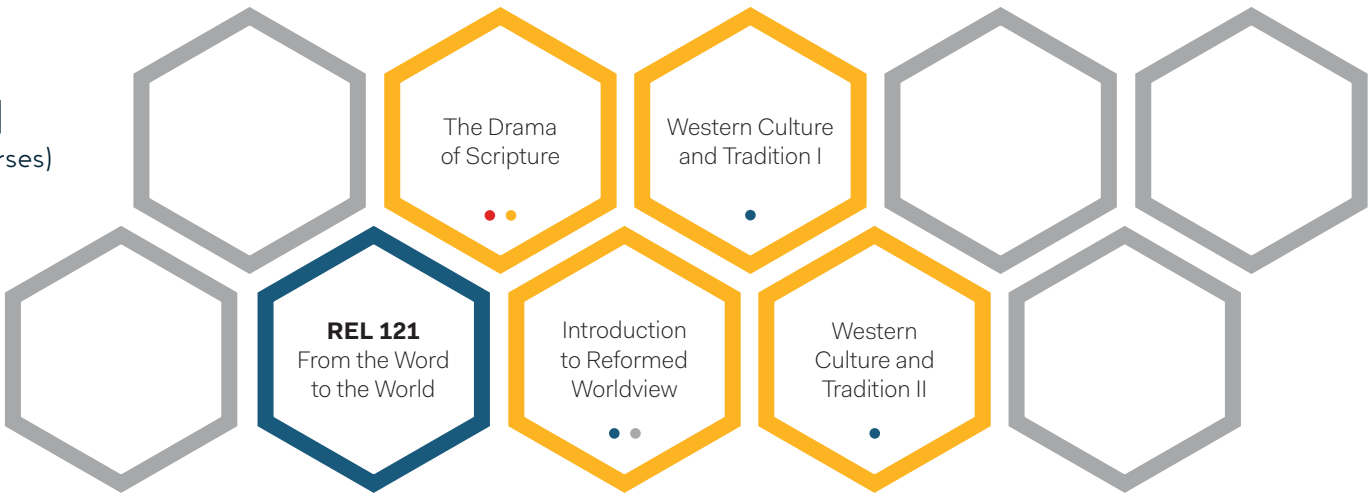 rses)
The Drama
of Scripture
Western Culture
and Tradition I
REL 121
From the Word
to the World
Introduction
to Reformed
Worldview
Western
Culture and
Tradition II